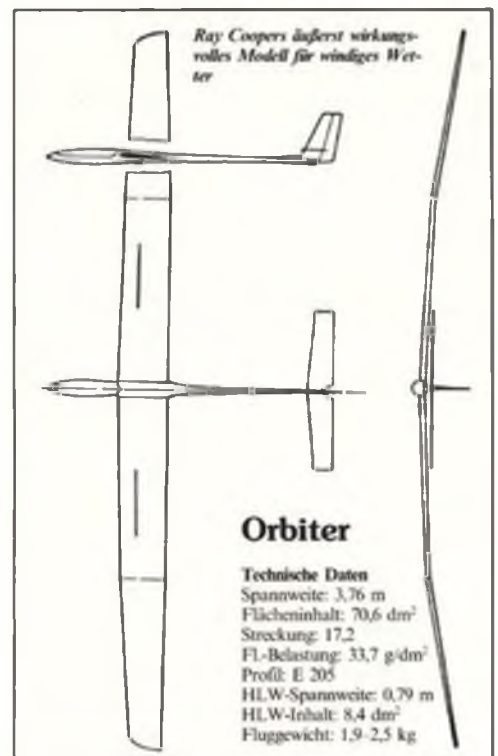 Ray Coopers äußerst wirkungs-
volles Modell für windiges Wet-
ter
Orbiter
Technische Daten
Spannweite: 3,76 m
Flächeninhalt: 70,6 dm²
Streckung: 17,2
Fl.-Belastung: 33,7 g/dm²
Profil: E 205
HLW-Spannweite: 0,79 m
HLW-Inhalt: 8,4 dm²
Fluggewicht: 1,9–2,5 kg